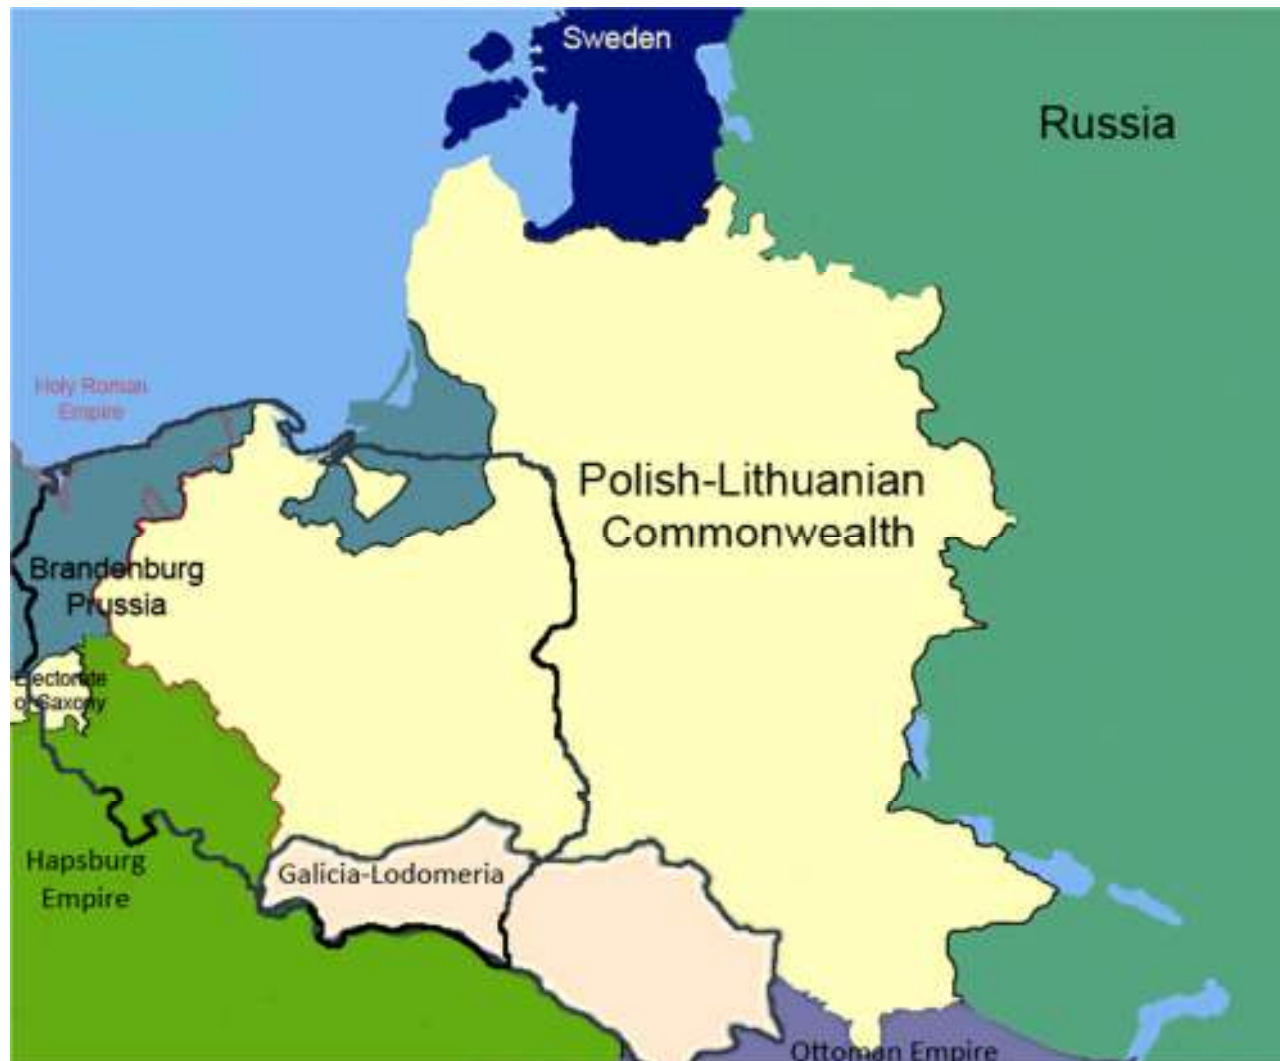 Sweden
Russia
Holy Roman
Empire
Polish-Lithuanian
Commonwealth
Brandenburg
Prussia
Electorate
of Saxony
Galicia-Lodomeria
Hapsburg
Empire
Ottoman Empire